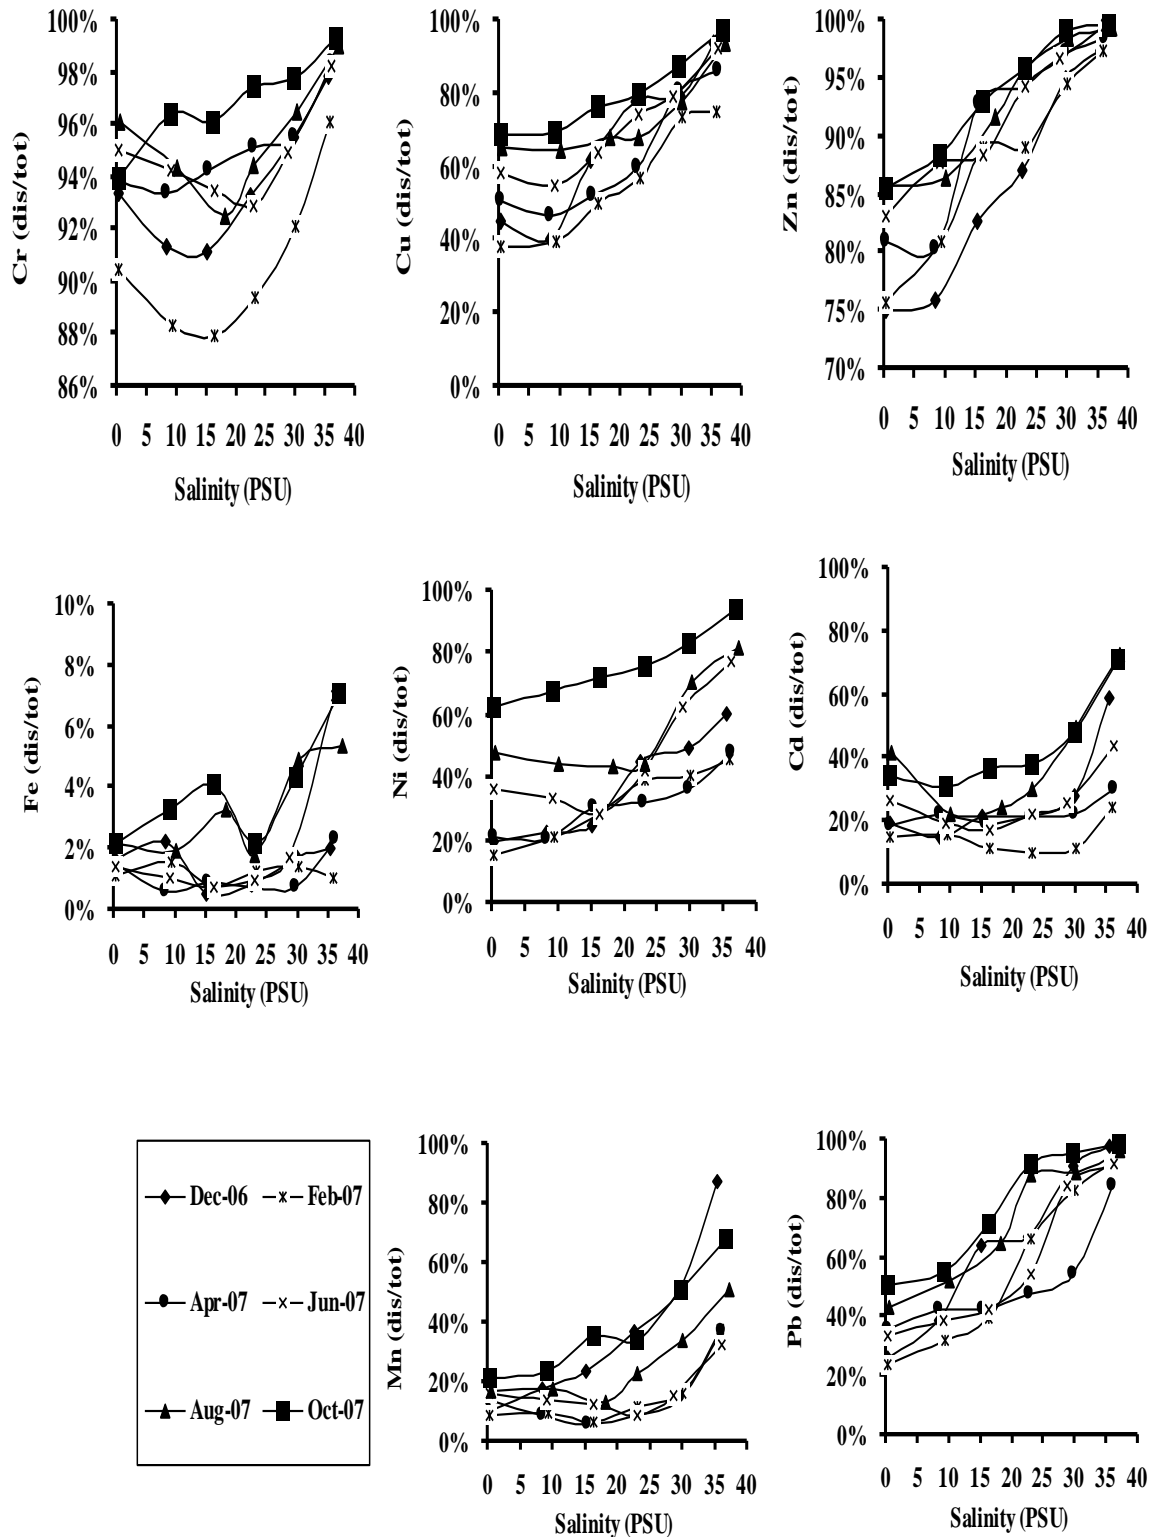 100%
98%
96%
94%
92%
90%
88%
86%
Cr (dis/tot)
0 5 10 15 20 25 30 35 40
Salinity (PSU)
100%
80%
60%
40%
20%
0%
Cu (dis/tot)
0 5 10 15 20 25 30 35 40
Salinity (PSU)
100%
95%
90%
85%
80%
75%
70%
Zn (dis/tot)
0 5 10 15 20 25 30 35 40
Salinity (PSU)
10%
8%
6%
4%
2%
0%
Fe (dis/tot)
0 5 10 15 20 25 30 35 40
Salinity (PSU)
100%
80%
60%
40%
20%
0%
Ni (dis/tot)
0 5 10 15 20 25 30 35 40
Salinity (PSU)
100%
80%
60%
40%
20%
0%
Cd (dis/tot)
0 5 10 15 20 25 30 35 40
Salinity (PSU)
Dec-06 Feb-07
Apr-07 Jun-07
Aug-07 Oct-07
100%
80%
60%
40%
20%
0%
Mn (dis/tot)
0 5 10 15 20 25 30 35 40
Salinity (PSU)
100%
80%
60%
40%
20%
0%
Pb (dis/tot)
0 5 10 15 20 25 30 35 40
Salinity (PSU)